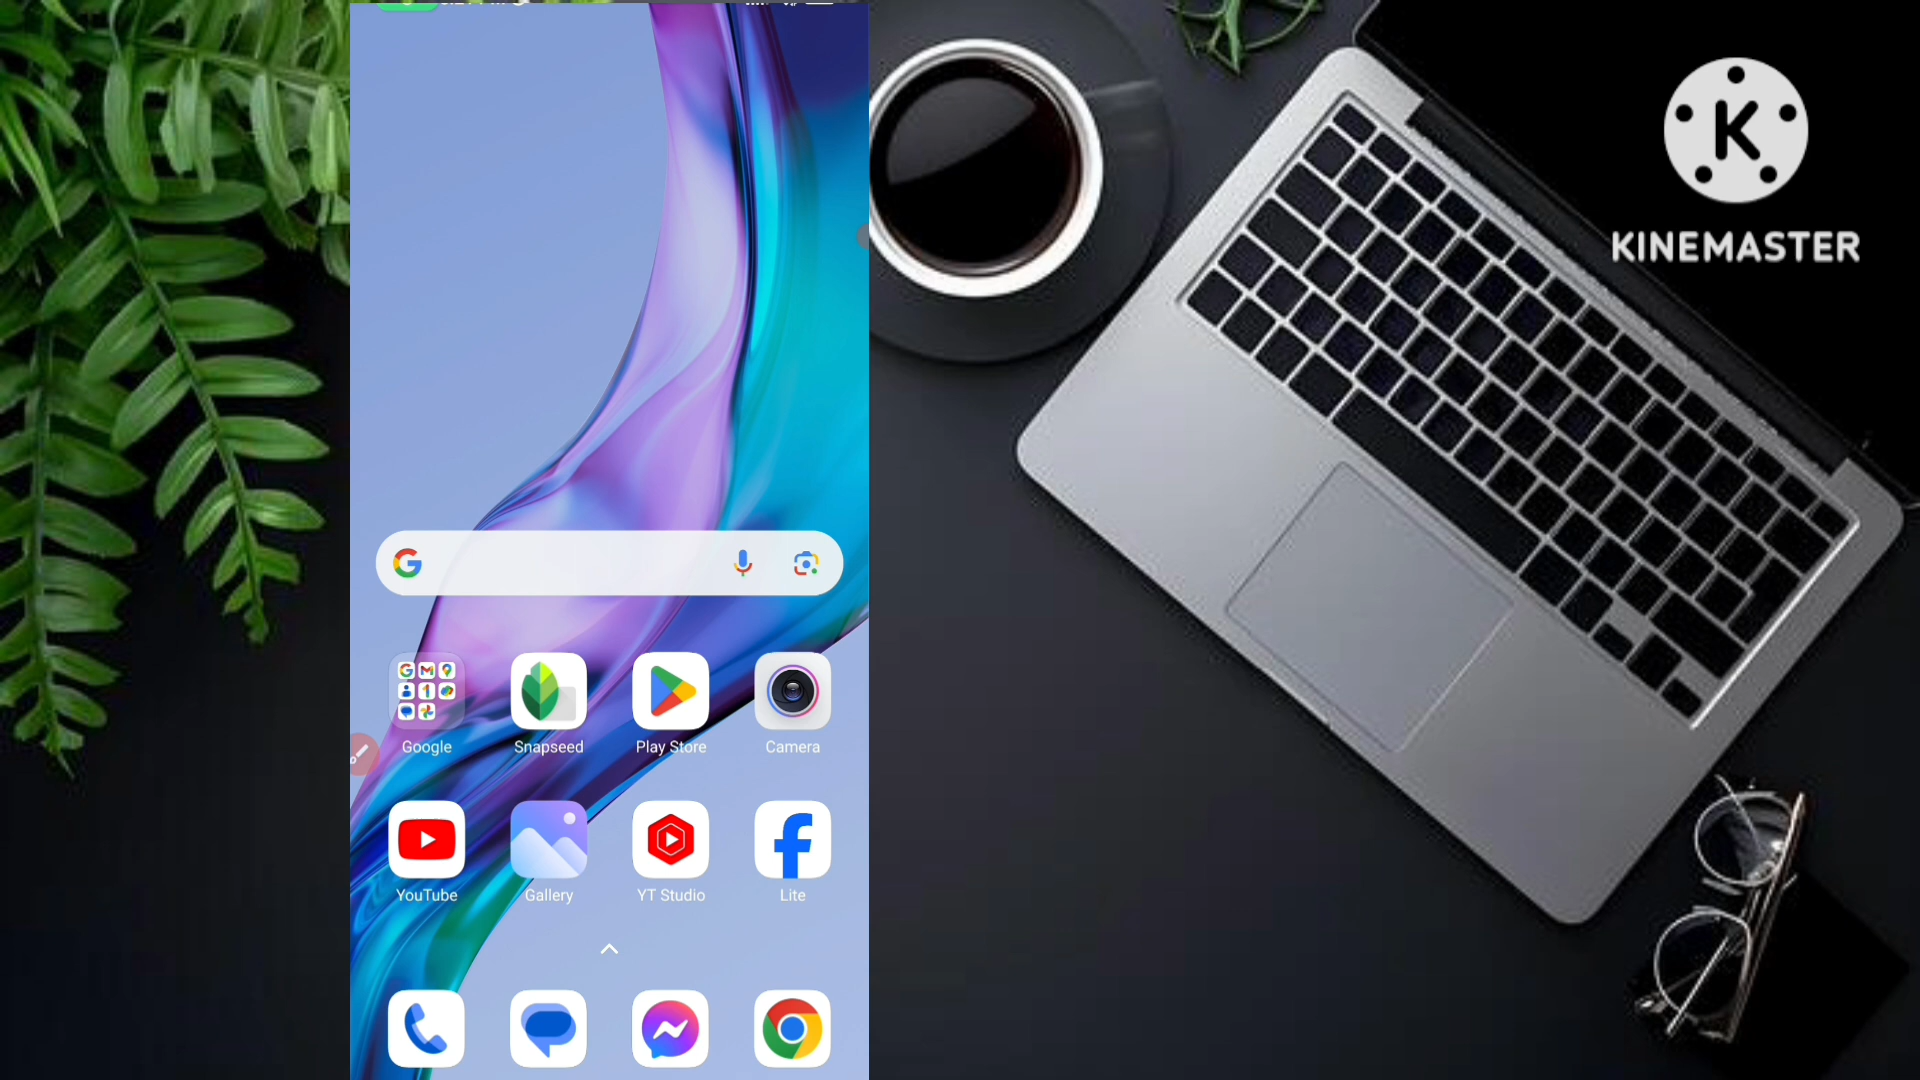 KINEMASTER
Google
Snapseed
Play Store
Camera
YouTube
Gallery
YT Studio
Lite